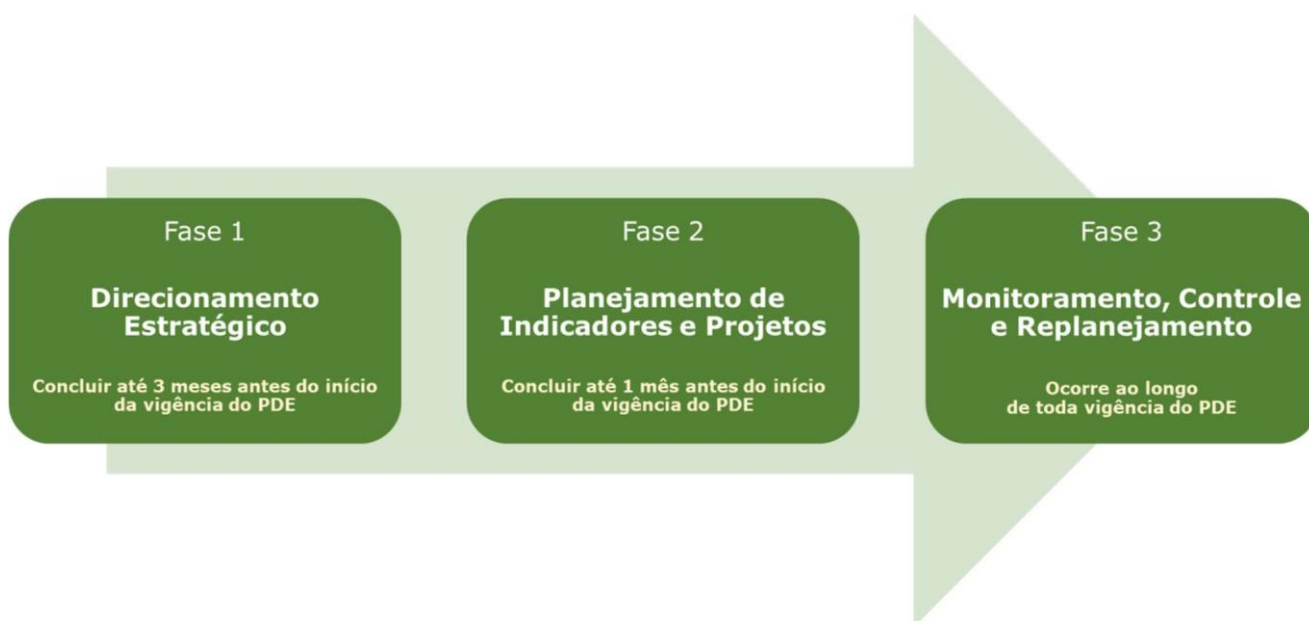 Fase 1
Direcionamento
Estratégico
Concluir até 3 meses antes do início
da vigência do PDE
Fase 2
Planejamento de
Indicadores e Projetos
Concluir até 1 mês antes do início
da vigência do PDE
Fase 3
Monitoramento, Controle
e Replanejamento
Ocorre ao longo
de toda vigência do PDE